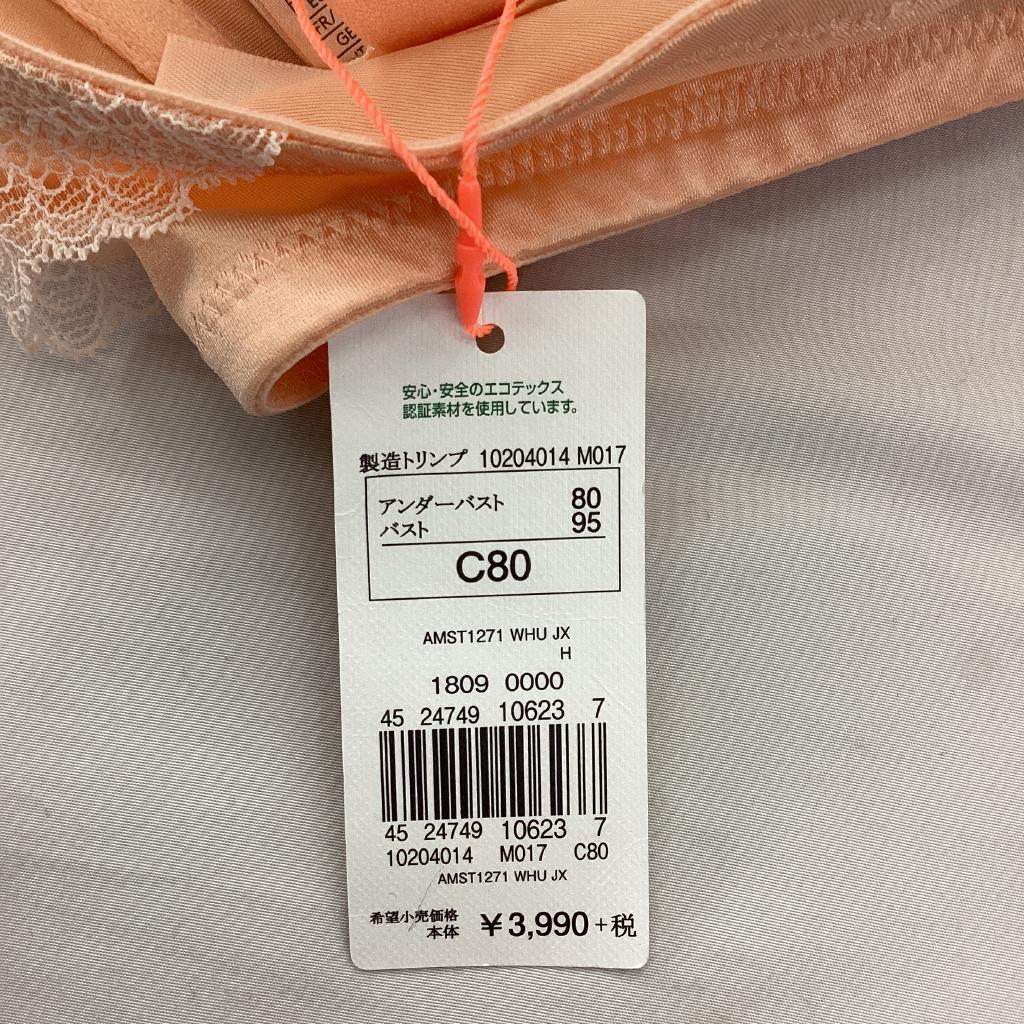 安心・安全のエコテックス
認証素材を使用しています。
製造トリンプ 10204014 M017
アンダーバスト 80
バスト 95
C80
AMST1271 WHU JX
H
1809 0000
45 24749 10623 7
45 24749 10623 7
10204014 M017 C80
AMST1271 WHU JX
希望小売価格
本体 ¥3,990+税